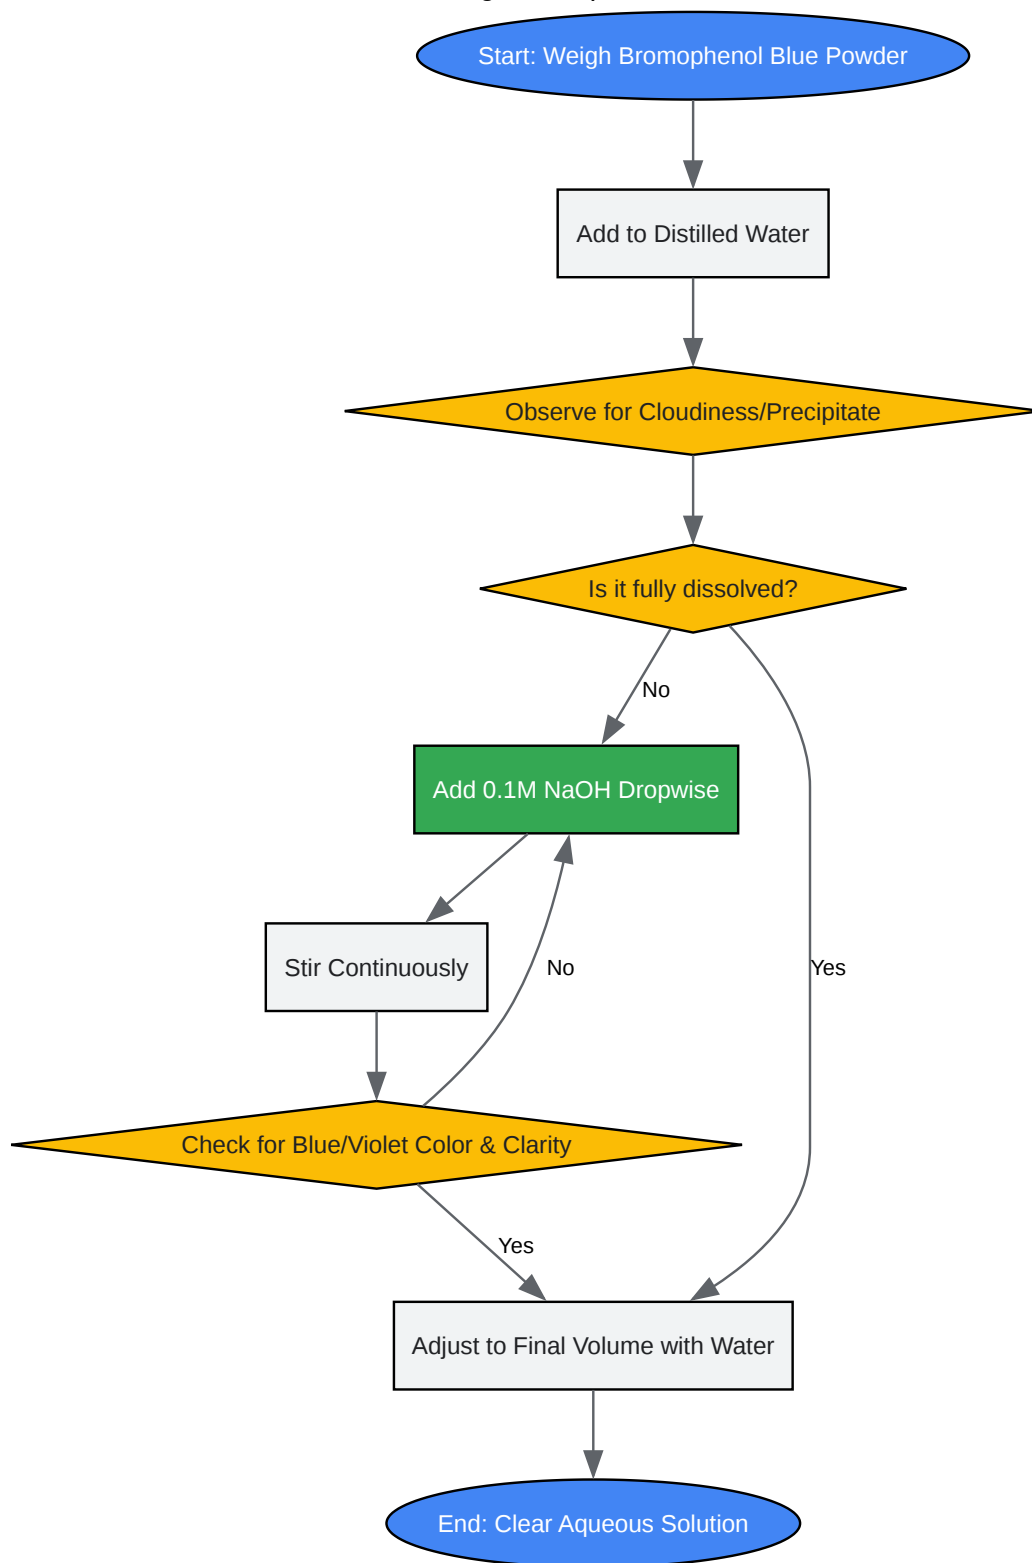 Start: Weigh Bromophenol Blue Powder
Add to Distilled Water
Observe for Cloudiness/Precipitate
Is it fully dissolved?
No
Add 0.1M NaOH Dropwise
Stir Continuously
No
Yes
Check for Blue/Violet Color & Clarity
Yes
Adjust to Final Volume with Water
End: Clear Aqueous Solution